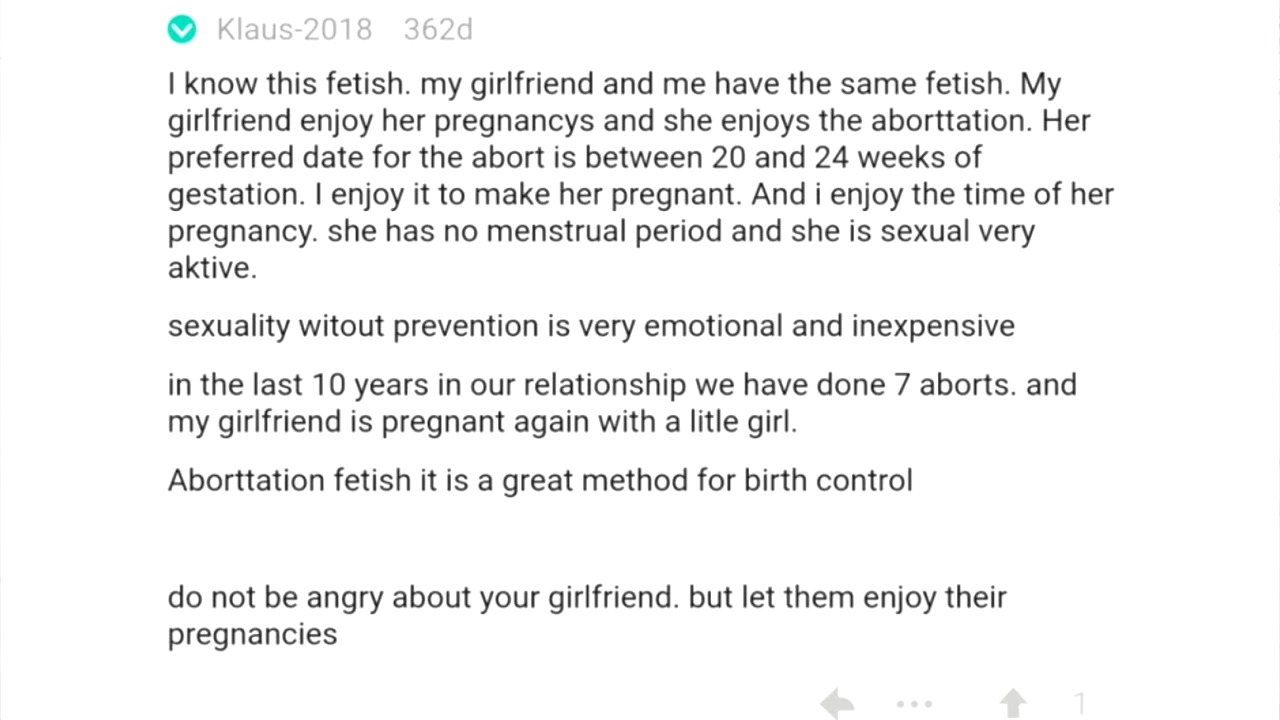 Klaus-2018 362d
I know this fetish. my girlfriend and me have the same fetish. My
girlfriend enjoy her pregnancys and she enjoys the aborttation. Her
preferred date for the abort is between 20 and 24 weeks of
gestation. I enjoy it to make her pregnant. And i enjoy the time of her
pregnancy. she has no menstrual period and she is sexual very
aktive.
sexuality witout prevention is very emotional and inexpensive
in the last 10 years in our relationship we have done 7 aborts. and
my girlfriend is pregnant again with a litle girl.
Aborttation fetish it is a great method for birth control
do not be angry about your girlfriend. but let them enjoy their
pregnancies
1